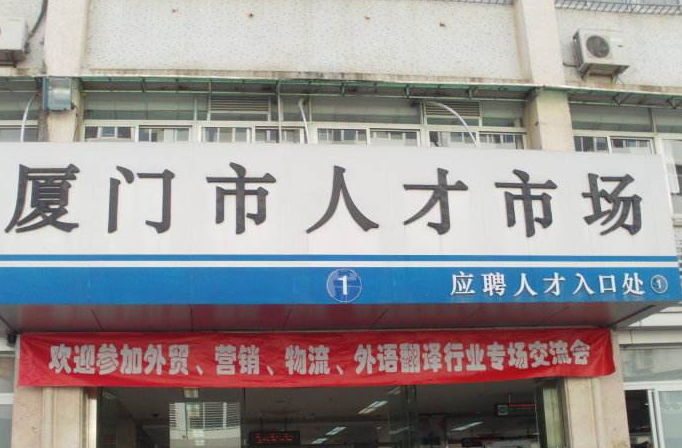 厦门市人才市场
1 应聘人才入口处①
欢迎参加外贸、营销、物流、外语翻译行业专场交流会